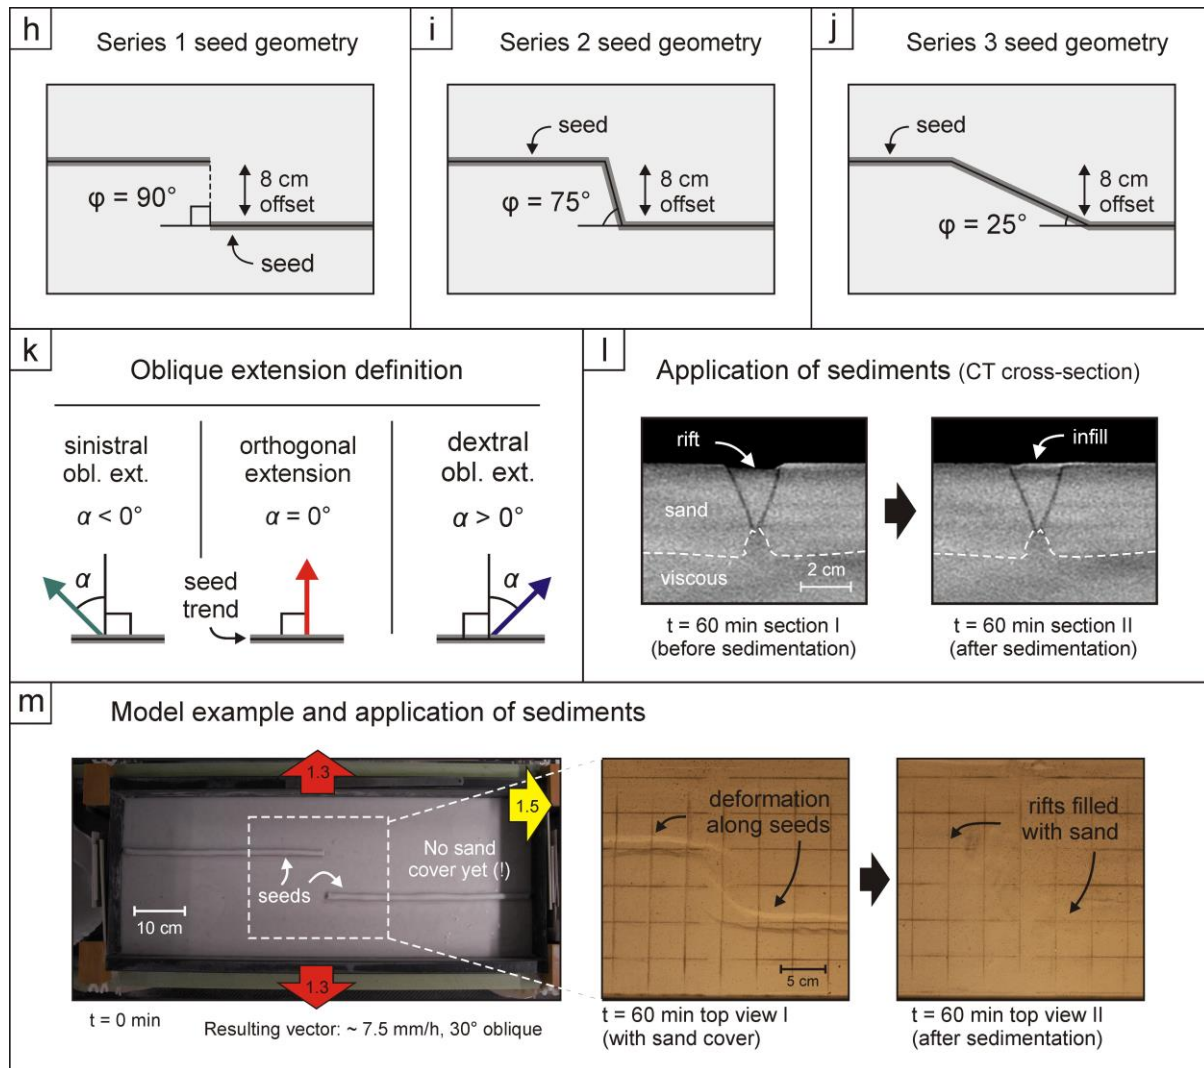 h
Series 1 seed geometry
φ = 90°
8 cm
offset
seed
i
Series 2 seed geometry
seed
φ = 75°
8 cm
offset
j
Series 3 seed geometry
seed
φ = 25°
8 cm
offset
k
Oblique extension definition
sinistral
obl. ext.
α < 0°
α
orthogonal
extension
α = 0°
seed
trend
dextral
obl. ext.
α > 0°
α
l
Application of sediments (CT cross-section)
rift
sand
viscous
2 cm
t = 60 min section I
(before sedimentation)
infill
t = 60 min section II
(after sedimentation)
m
Model example and application of sediments
1.3
1.5
No sand
cover yet (!)
seeds
10 cm
1.3
t = 0 min
Resulting vector: ~ 7.5 mm/h, 30° oblique
deformation
along seeds
5 cm
t = 60 min top view I
(with sand cover)
rifts filled
with sand
t = 60 min top view II
(after sedimentation)